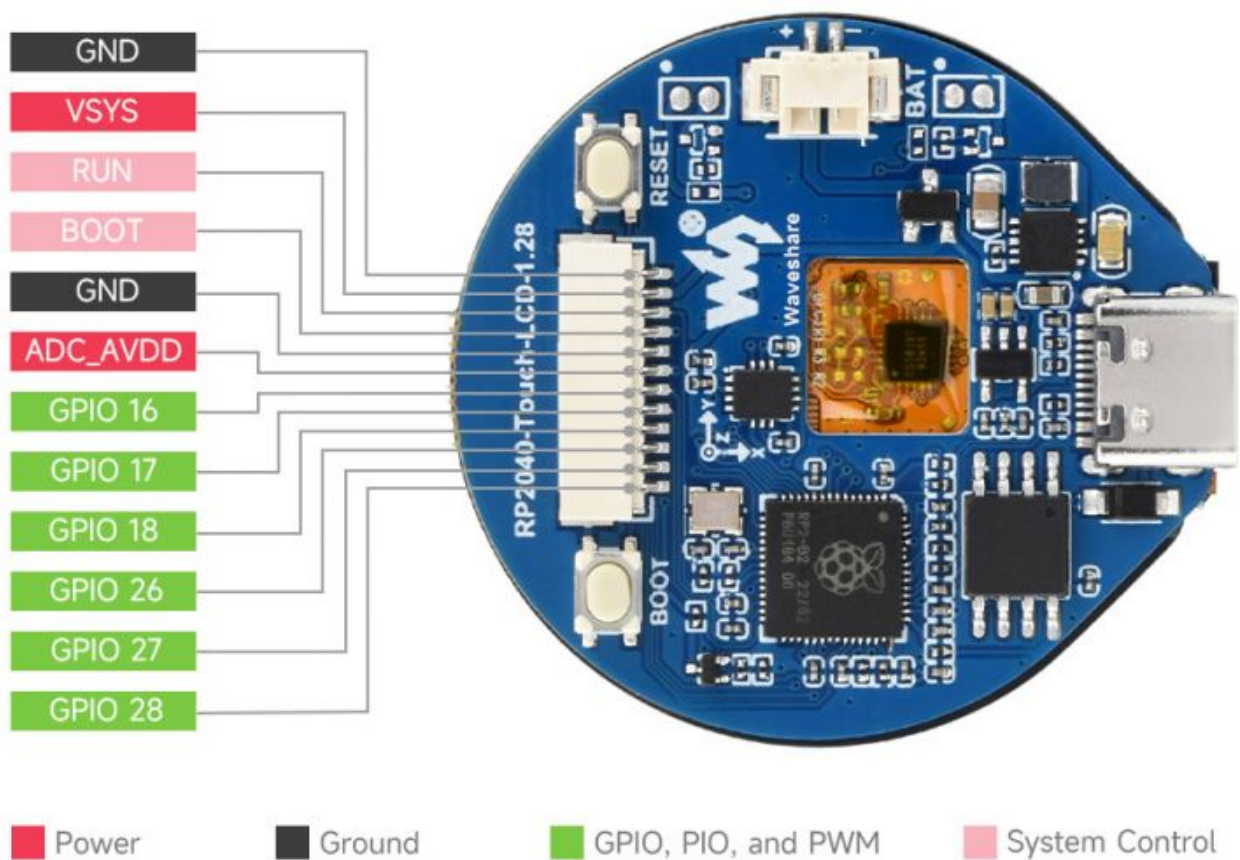 GND
VSYS
RUN
BOOT
GND
ADC_AVDD
GPIO 16
GPIO 17
GPIO 18
GPIO 26
GPIO 27
GPIO 28
+ −
BAT
RESET
RP2040-Touch-LCD-1.28
Waveshare
Y
Z
X
BOOT
Power
Ground
GPIO, PIO, and PWM
System Control